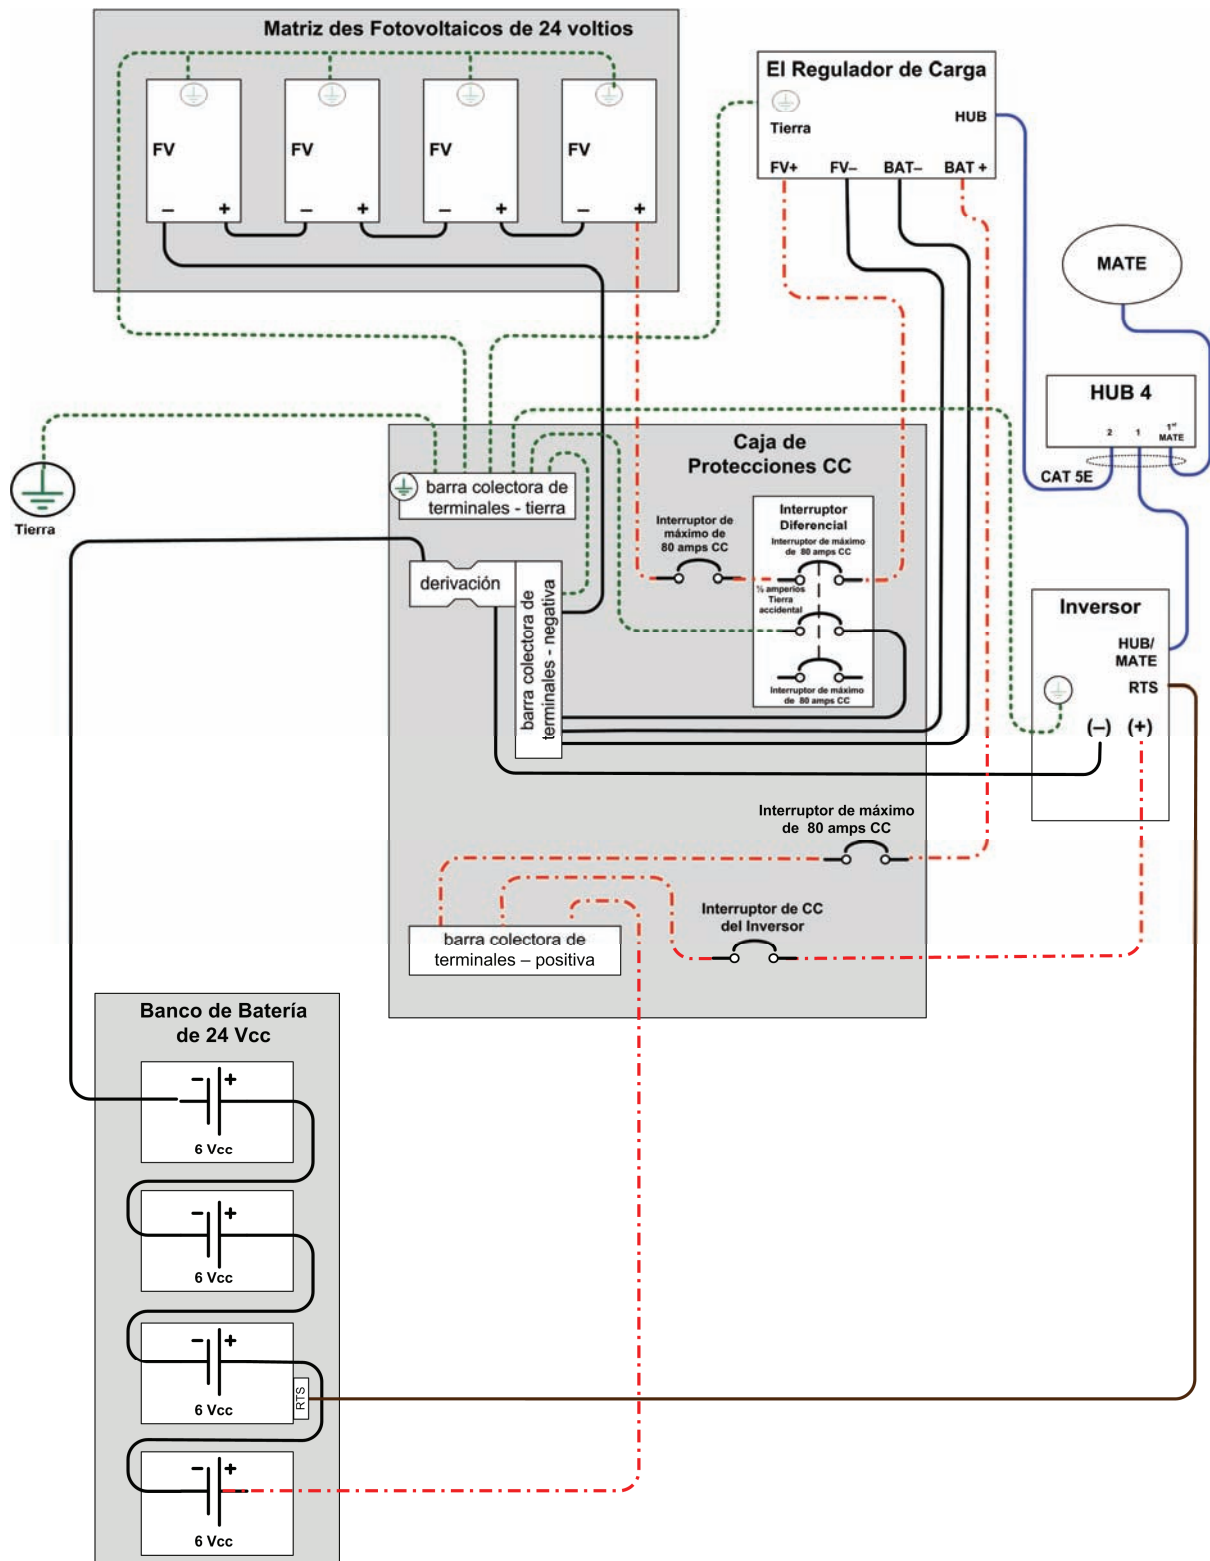 Matriz des Fotovoltaicos de 24 voltios
FV
FV
FV
FV
–
+
–
+
–
+
–
+
El Regulador de Carga
HUB
Tierra
FV+
FV–
BAT–
BAT +
MATE
HUB 4
2
1
1st
MATE
CAT 5E
Tierra
Caja de
Protecciones CC
barra colectora de
terminales - tierra
Interruptor de
máximo de
80 amps CC
Interruptor
Diferencial
Interruptor de máximo
de 80 amps CC
½ amperios
Tierra
accidental
Interruptor de máximo
de 80 amps CC
derivación
barra colectora de
terminales - negativa
Inversor
HUB/
MATE
RTS
(–)
(+)
Interruptor de máximo
de 80 amps CC
Interruptor de CC
del Inversor
barra colectora de
terminales – positiva
Banco de Batería
de 24 Vcc
–
+
6 Vcc
–
+
6 Vcc
–
+
6 Vcc
RTS
–
+
6 Vcc